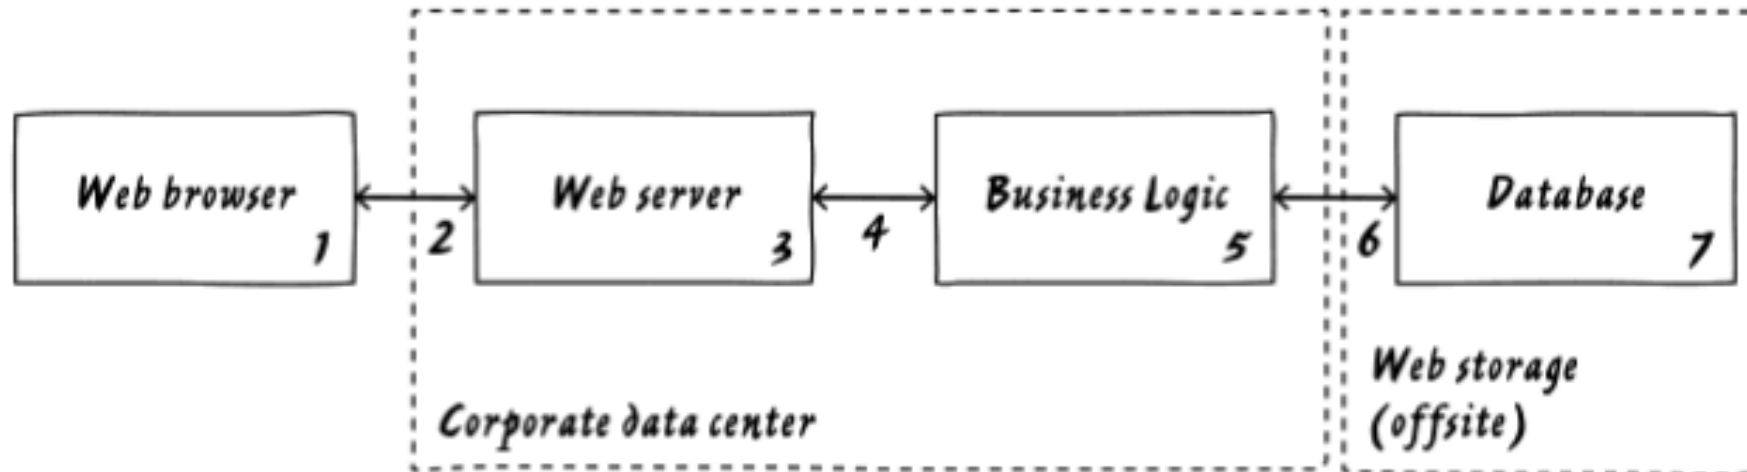 Web browser
1
2
Web server
3
4
Business Logic
5
6
Database
7
Corporate data center
Web storage
(offsite)